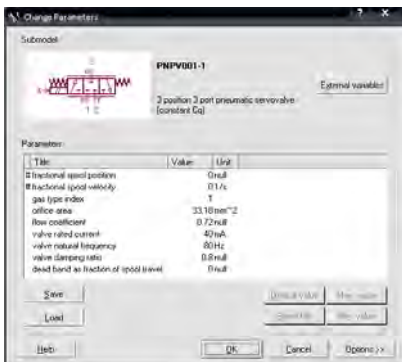 Change Parameters
? X
Submodel
PNPV001-1
External variables
3 position 3 port pneumatic servovalve
(constant Cq)
Parameters
Title Value Unit
# fractional spool position 0 null
# fractional spool velocity 0 1/s
gas type index 1
orifice area 33.18 mm**2
flow coefficient 0.72 null
valve rated current 40 mA
valve natural frequency 80 Hz
valve damping ratio 0.8 null
dead band as fraction of spool travel 0 null
Save
Default value Max. value
Load
Min. value
Help OK Cancel Options >>